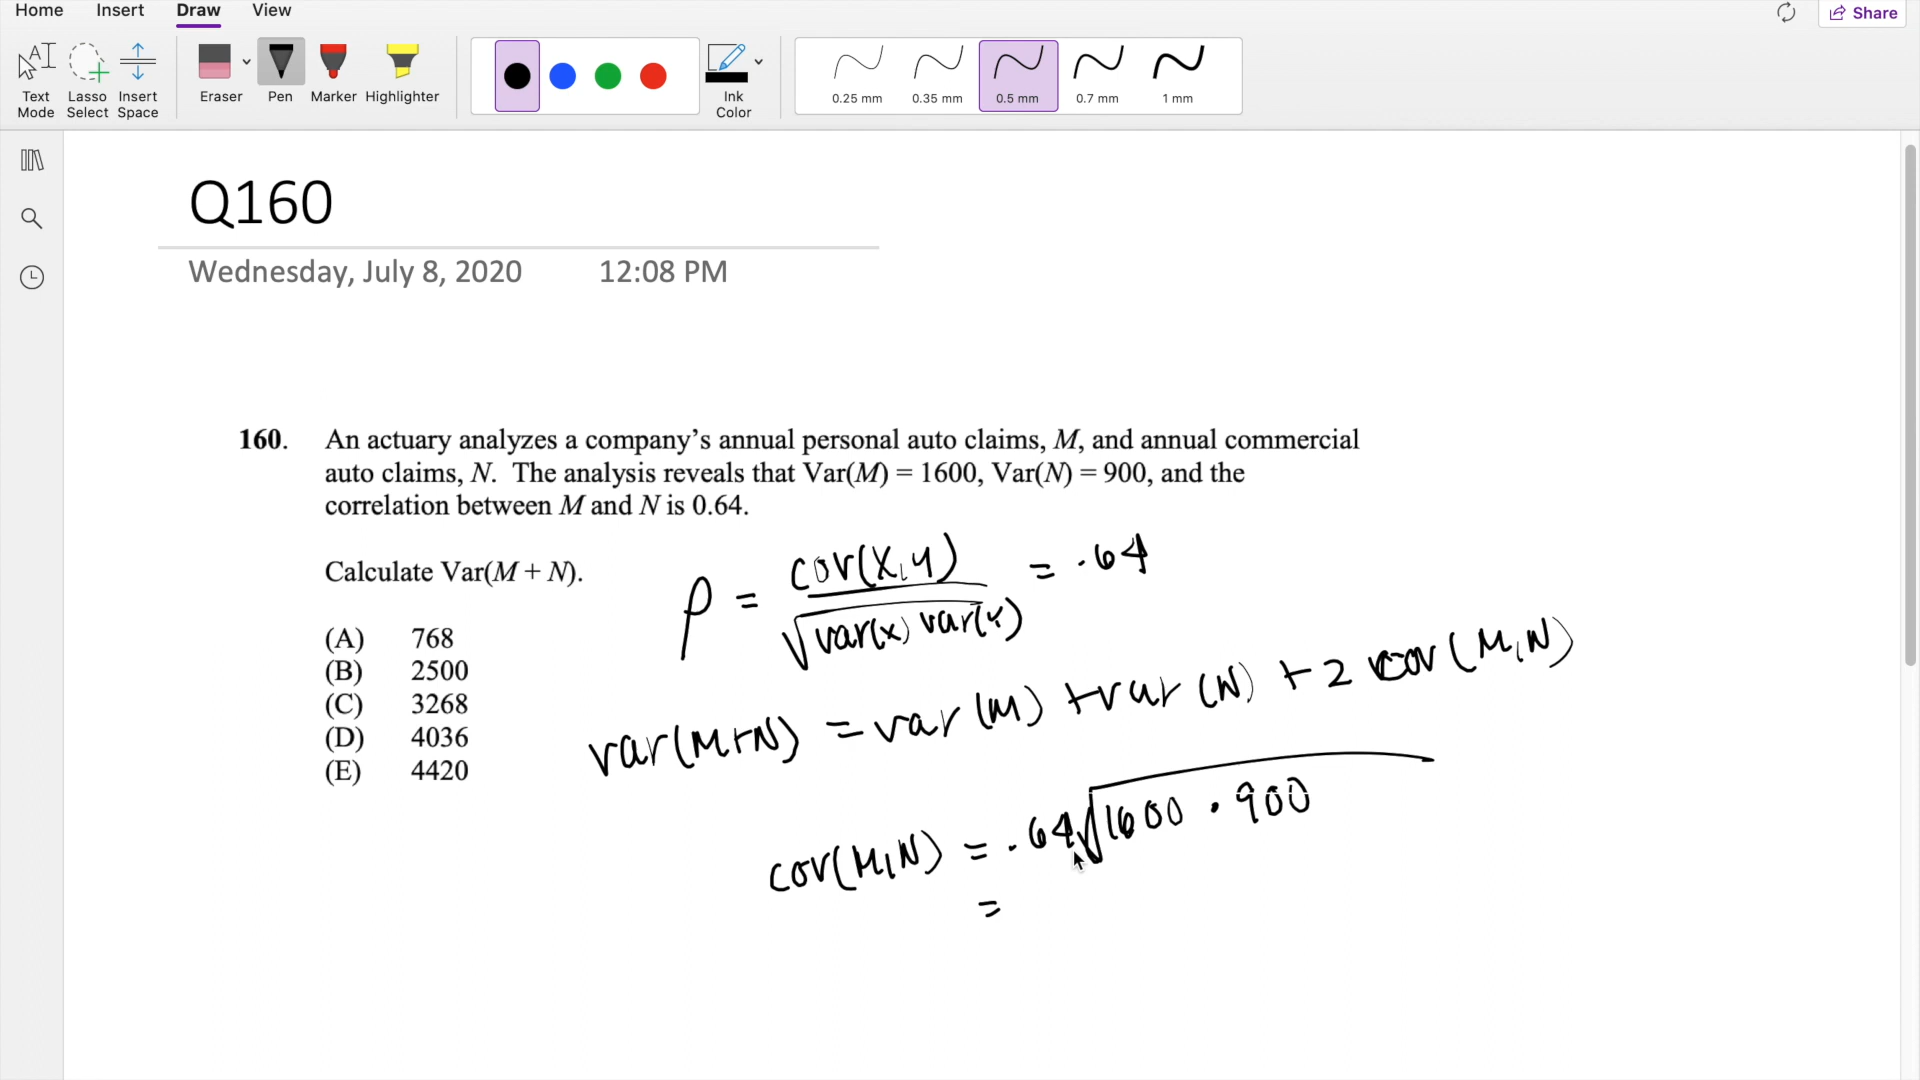 Home Insert Draw View Share
Text Mode Lasso Select Insert Space Eraser Pen Marker Highlighter Ink Color 0.25 mm 0.35 mm 0.5 mm 0.7 mm 1 mm
Q160
Wednesday, July 8, 2020 12:08 PM
160. An actuary analyzes a company's annual personal auto claims, M, and annual commercial
auto claims, N. The analysis reveals that Var(M) = 1600, Var(N) = 900, and the
correlation between M and N is 0.64.
Calculate Var(M + N).
(A) 768
(B) 2500
(C) 3268
(D) 4036
(E) 4420
ρ = cov(X,Y) / √var(x) var(Y) = .64
var(M+N) = var(M) + var(N) + 2 cov(M,N)
cov(M,N) = .64√1600 · 900
=